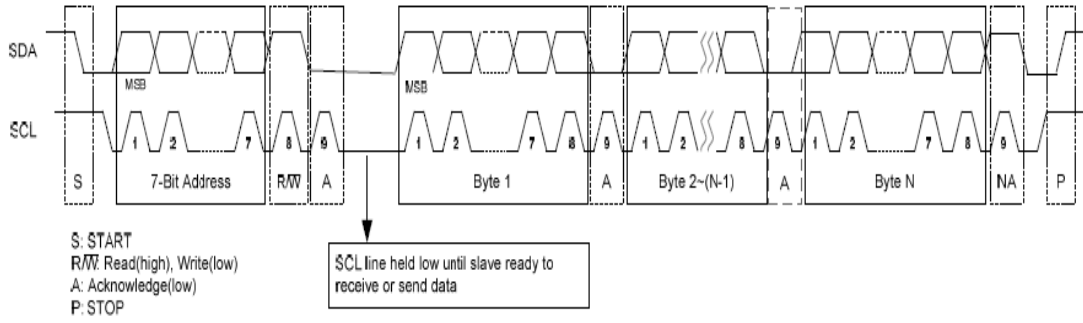 SDA
MSB
MSB
SCL
1 2 7 8 9 1 2 7 8 9 1 2 8 9 1 2 7 8 9
S 7-Bit Address R/W A Byte 1 A Byte 2~(N-1) A Byte N NA P
S: START
R/W: Read(high), Write(low)
A: Acknowledge(low)
P: STOP
SCL line held low until slave ready to
receive or send data